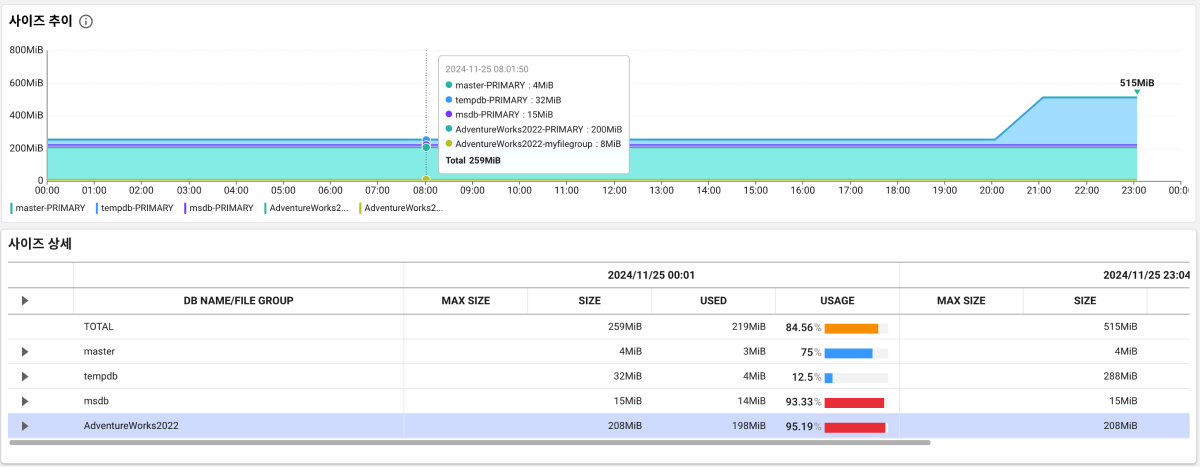 사이즈 추이
800MiB
600MiB
400MiB
200MiB
0
515MiB
2024-11-25 08:01:50
master-PRIMARY : 4MiB
tempdb-PRIMARY : 32MiB
msdb-PRIMARY : 15MiB
AdventureWorks2022-PRIMARY : 200MiB
AdventureWorks2022-myfilegroup : 8MiB
Total 259MiB
00:00 01:00 02:00 03:00 04:00 05:00 06:00 07:00 08:00 09:00 10:00 11:00 12:00 13:00 14:00 15:00 16:00 17:00 18:00 19:00 20:00 21:00 22:00 23:00 00:0
master-PRIMARY tempdb-PRIMARY msdb-PRIMARY AdventureWorks2... AdventureWorks2...
사이즈 상세
2024/11/25 00:01 2024/11/25 23:04
DB NAME/FILE GROUP MAX SIZE SIZE USED USAGE MAX SIZE SIZE
TOTAL 259MiB 219MiB 84.56% 515MiB
master 4MiB 3MiB 75% 4MiB
tempdb 32MiB 4MiB 12.5% 288MiB
msdb 15MiB 14MiB 93.33% 15MiB
AdventureWorks2022 208MiB 198MiB 95.19% 208MiB